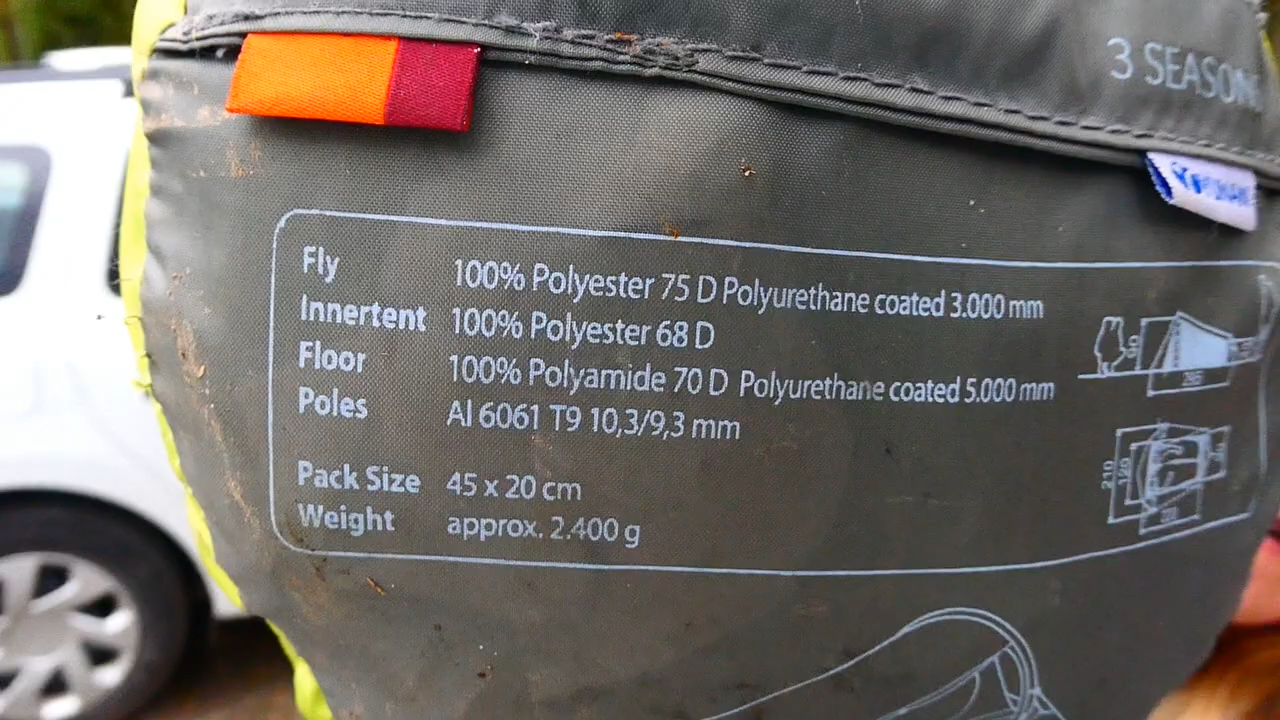 3 SEASON
Fly 100% Polyester 75 D Polyurethane coated 3.000 mm
Innertent 100% Polyester 68 D
Floor 100% Polyamide 70 D Polyurethane coated 5.000 mm
Poles Al 6061 T9 10,3/9,3 mm
Pack Size 45 x 20 cm
Weight approx. 2.400 g
210